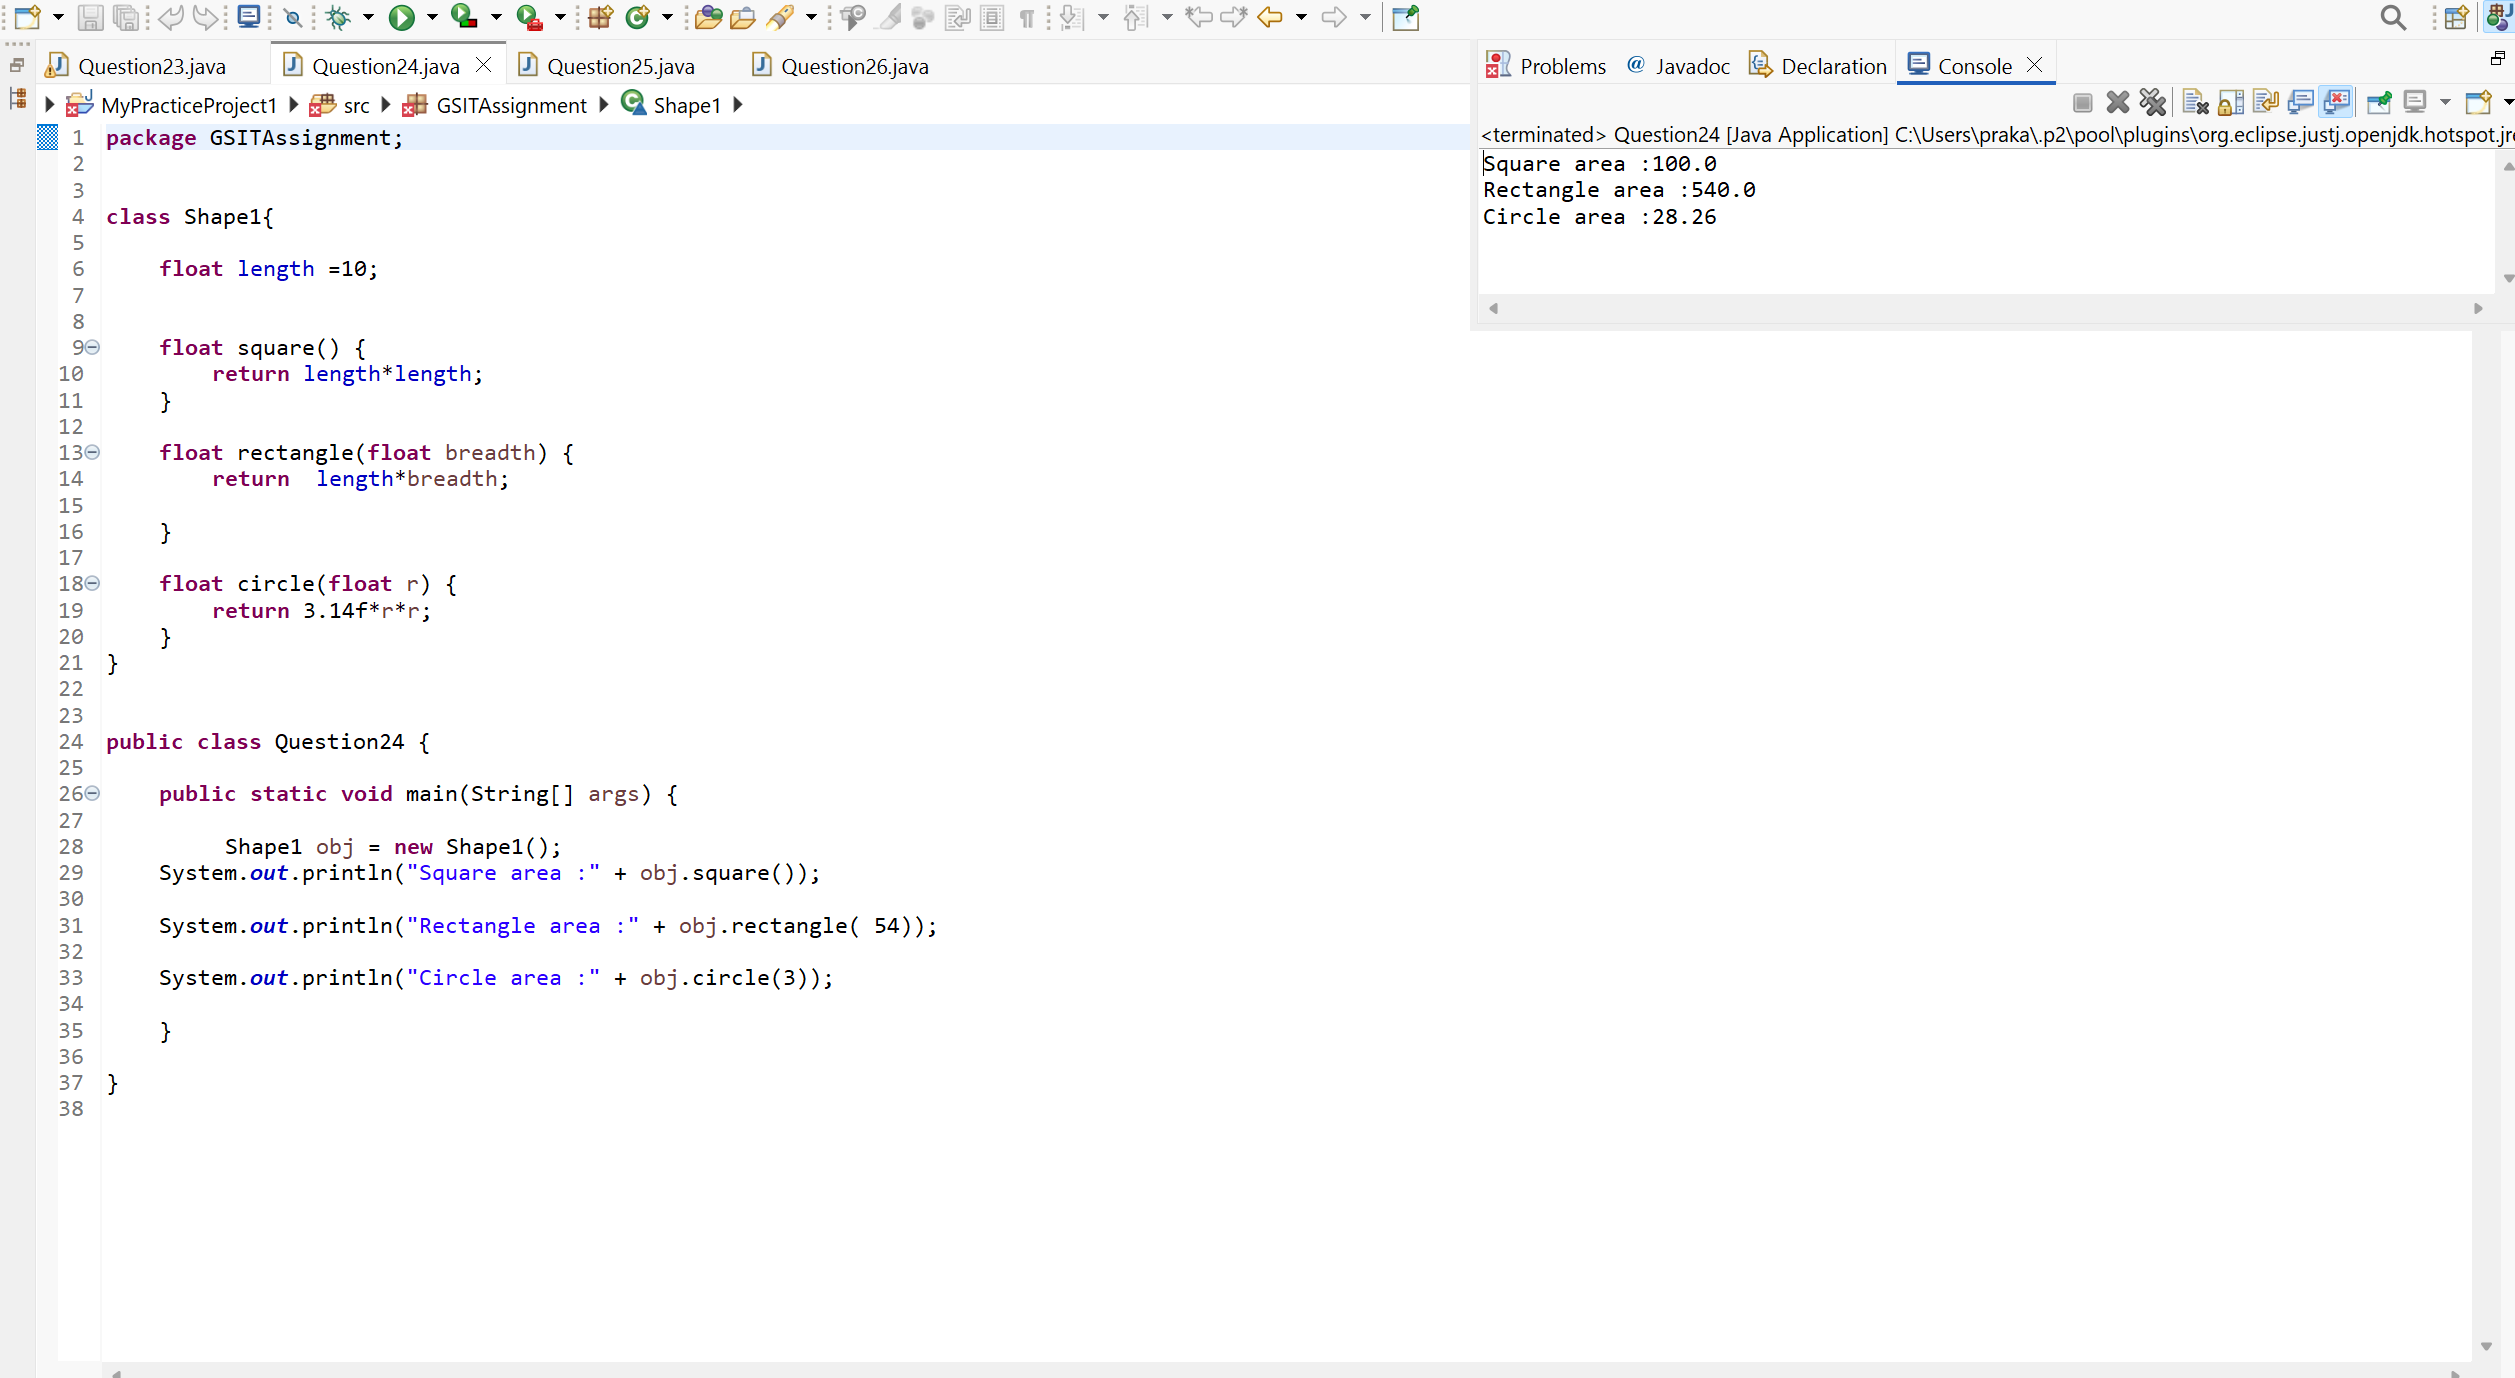 Question23.java Question24.java Question25.java Question26.java
MyPracticeProject1 src GSITAssignment Shape1
1 package GSITAssignment;
2
3
4 class Shape1{
5
6     float length =10;
7
8
9     float square() {
10         return length*length;
11     }
12
13     float rectangle(float breadth) {
14         return  length*breadth;
15
16     }
17
18     float circle(float r) {
19         return 3.14f*r*r;
20     }
21 }
22
23
24 public class Question24 {
25
26     public static void main(String[] args) {
27
28          Shape1 obj = new Shape1();
29     System.out.println("Square area :" + obj.square());
30
31     System.out.println("Rectangle area :" + obj.rectangle( 54));
32
33     System.out.println("Circle area :" + obj.circle(3));
34
35     }
36
37 }
38
Problems @ Javadoc Declaration Console
<terminated> Question24 [Java Application] C:\Users\praka\.p2\pool\plugins\org.eclipse.justj.openjdk.hotspot.jre
Square area :100.0
Rectangle area :540.0
Circle area :28.26